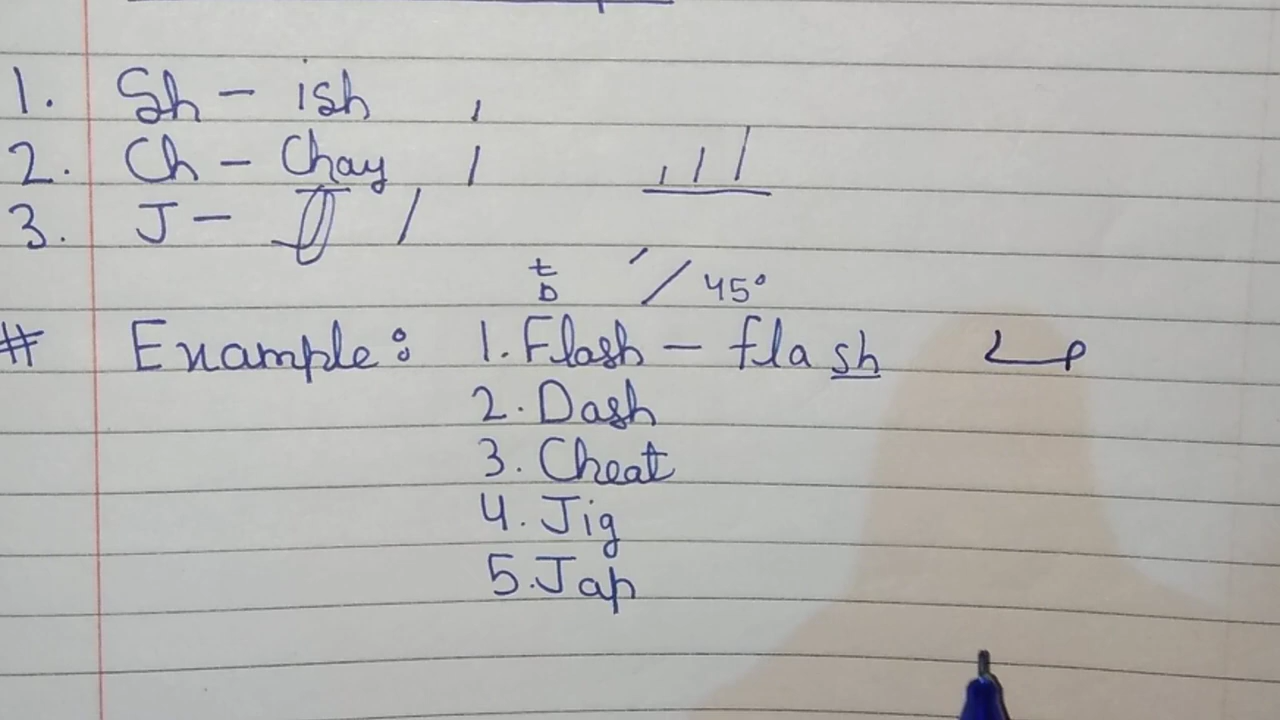 1. Sh - ish
2. Ch - Chay
3. J - J
t
D 45°
# Example: 1. Flash - fla sh
2. Dash
3. Cheat
4. Jig
5. Jap